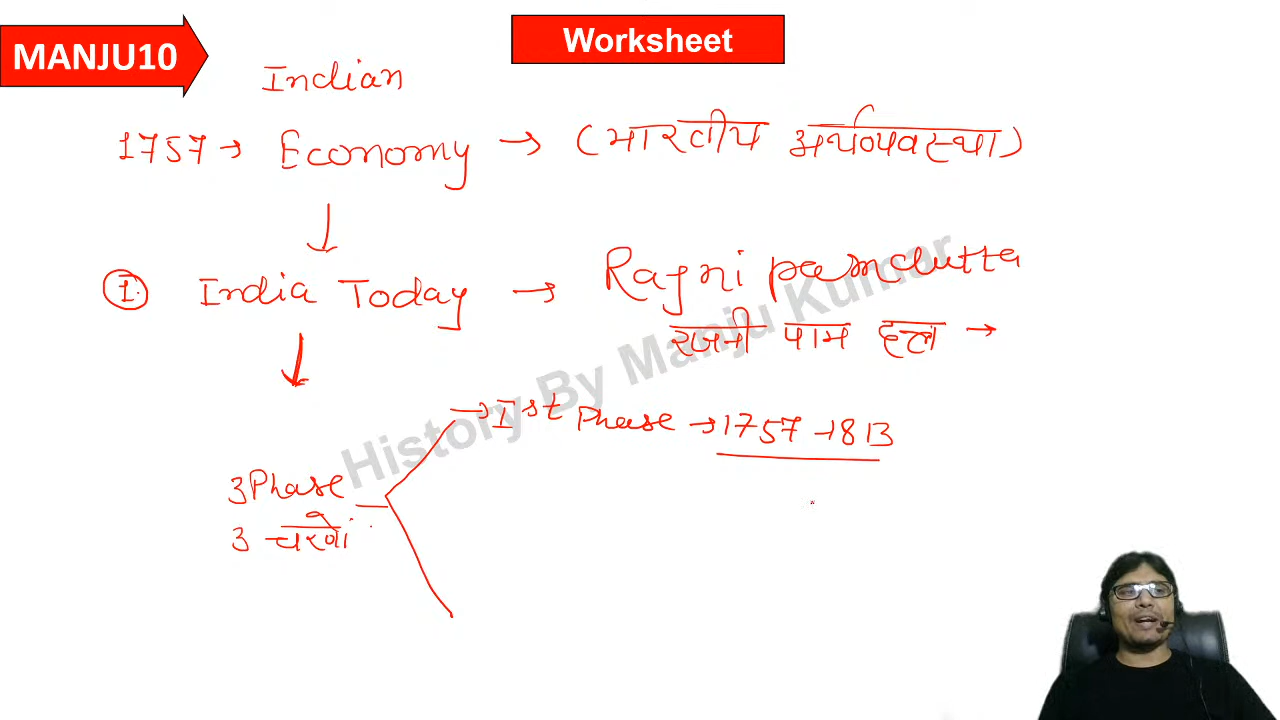 MANJU10
Worksheet
Indian
1757 → Economy → (भारतीय अर्थव्यवस्था)
① India Today → Rajni pamdutta
रजनी पाम दत्त →
→ Ist Phase → 1757 - 1813
3 Phase
3 चरणों
History By Manju Kumar